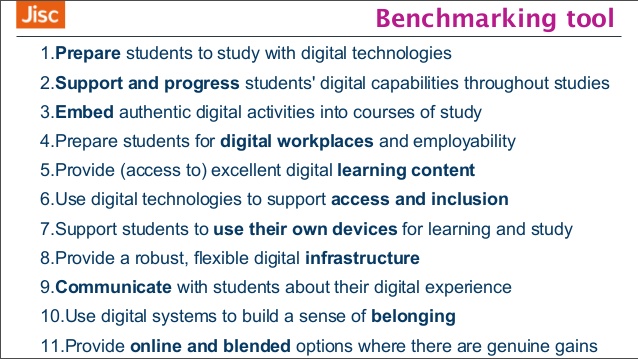 Jisc
Benchmarking tool
1.Prepare students to study with digital technologies
2.Support and progress students' digital capabilities throughout studies
3.Embed authentic digital activities into courses of study
4.Prepare students for digital workplaces and employability
5.Provide (access to) excellent digital learning content
6.Use digital technologies to support access and inclusion
7.Support students to use their own devices for learning and study
8.Provide a robust, flexible digital infrastructure
9.Communicate with students about their digital experience
10.Use digital systems to build a sense of belonging
11.Provide online and blended options where there are genuine gains